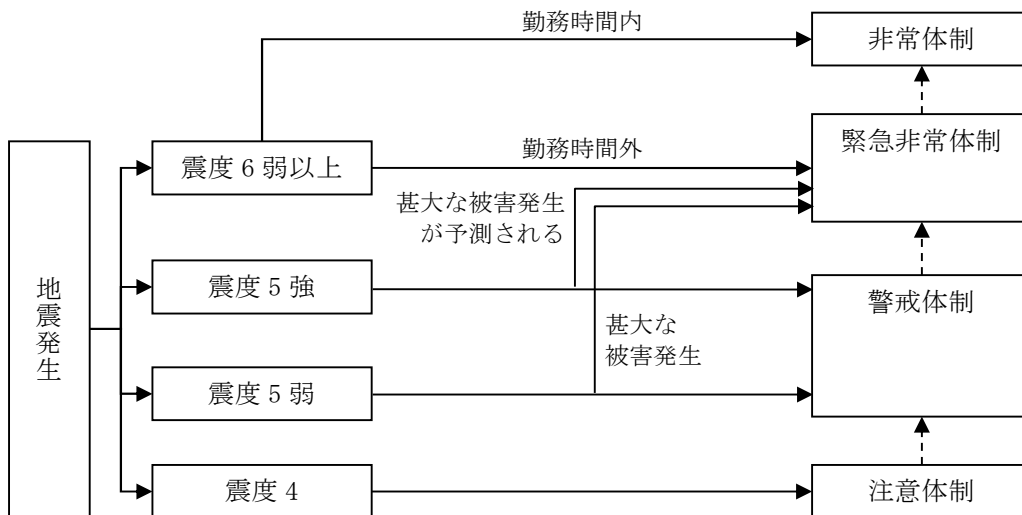 勤務時間内
非常体制
震度6弱以上
勤務時間外
緊急非常体制
甚大な被害発生
が予測される
地震発生
震度5強
警戒体制
甚大な
被害発生
震度5弱
震度4
注意体制